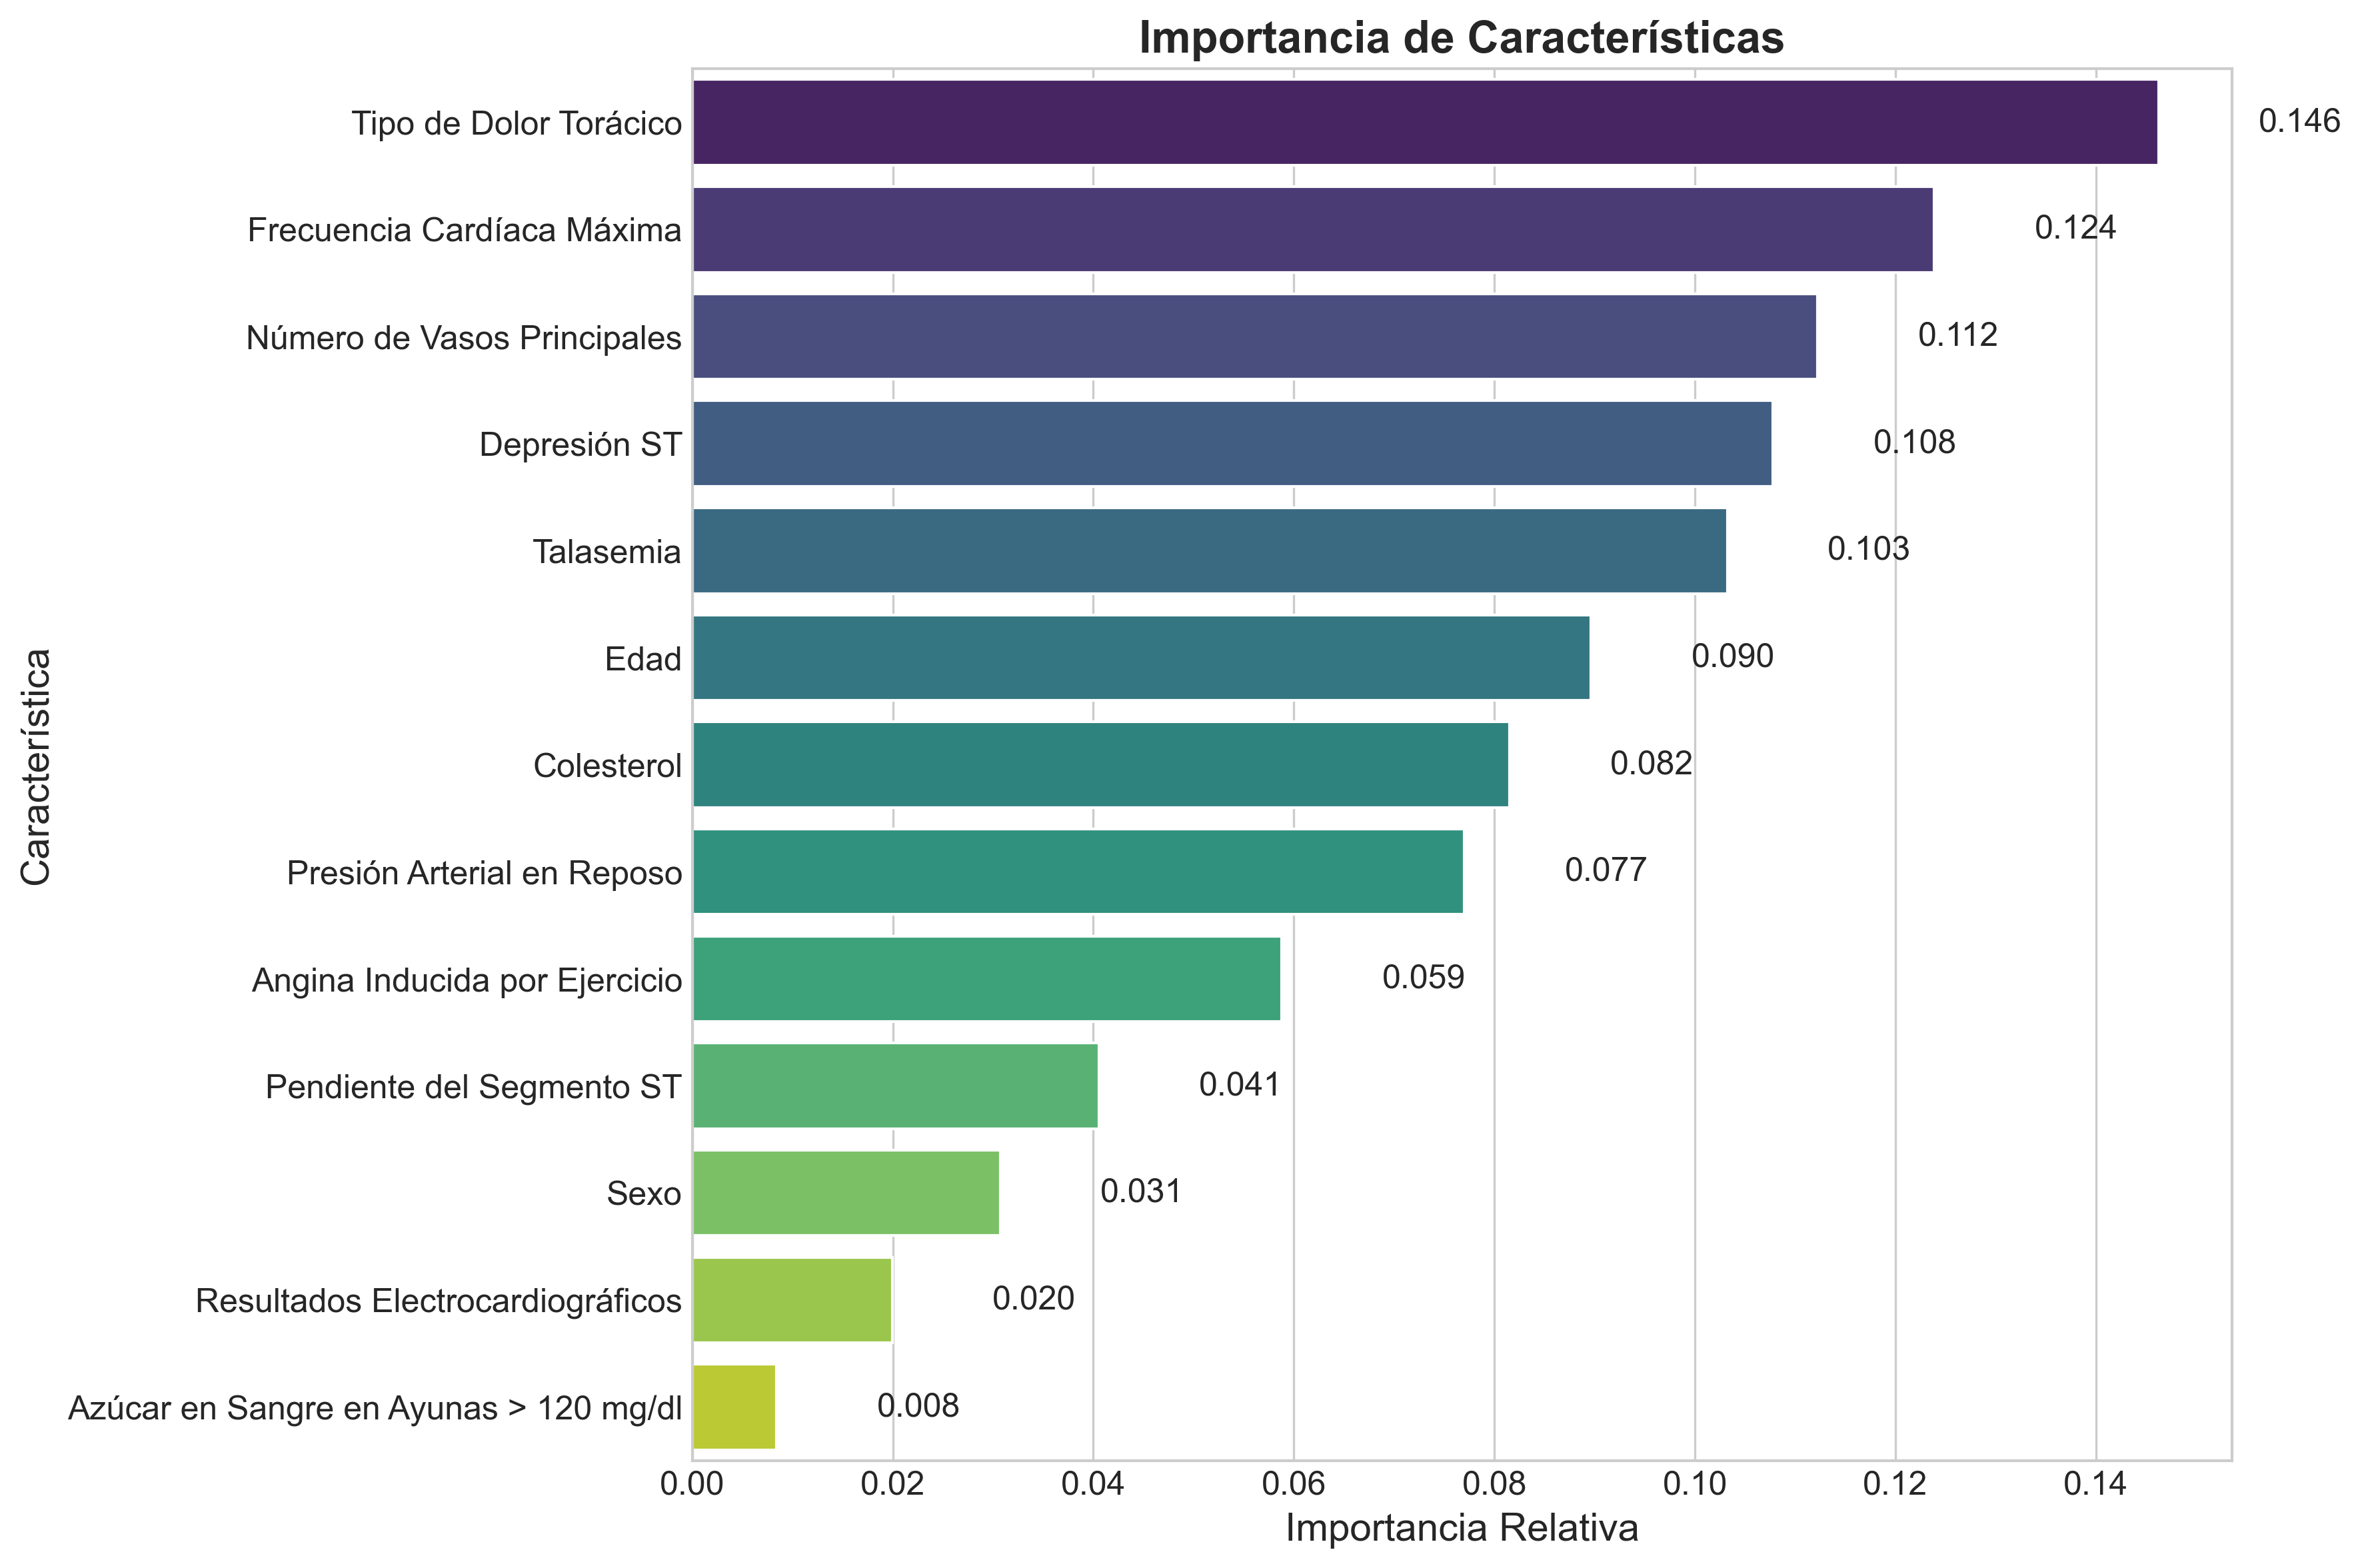 Importancia de Características
Tipo de Dolor Torácico 0.146
Frecuencia Cardíaca Máxima 0.124
Número de Vasos Principales 0.112
Depresión ST 0.108
Talasemia 0.103
Edad 0.090
Colesterol 0.082
Presión Arterial en Reposo 0.077
Angina Inducida por Ejercicio 0.059
Pendiente del Segmento ST 0.041
Sexo 0.031
Resultados Electrocardiográficos 0.020
Azúcar en Sangre en Ayunas > 120 mg/dl 0.008
Característica
0.00 0.02 0.04 0.06 0.08 0.10 0.12 0.14
Importancia Relativa